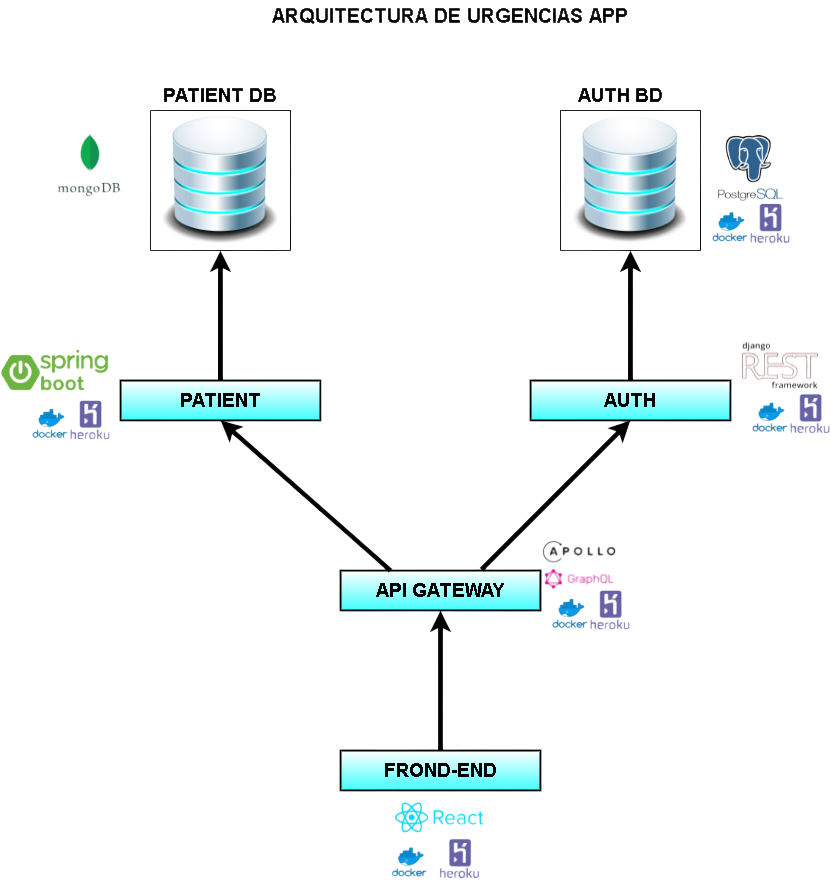 ARQUITECTURA DE URGENCIAS APP
PATIENT DB
AUTH BD
mongoDB
PostgreSQL
docker
heroku
spring
boot
docker
heroku
PATIENT
AUTH
django
REST
framework
docker
heroku
API GATEWAY
APOLLO
GraphQL
docker
heroku
FROND-END
React
docker
heroku